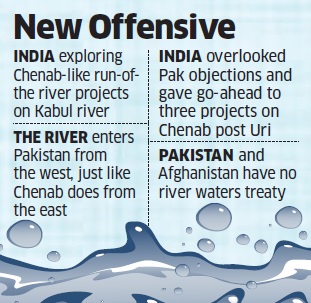 New Offensive
INDIA exploring
Chenab-like run-of-
the river projects
on Kabul river
THE RIVER enters
Pakistan from
the west, just like
Chenab does from
the east
INDIA overlooked
Pak objections and
gave go-ahead to
three projects on
Chenab post Uri
PAKISTAN and
Afghanistan have no
river waters treaty